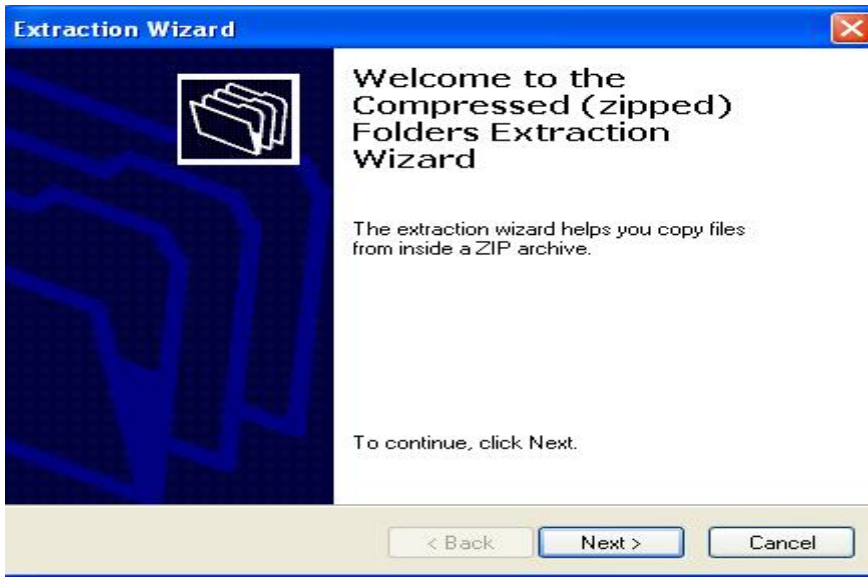 Extraction Wizard
Welcome to the
Compressed (zipped)
Folders Extraction
Wizard
The extraction wizard helps you copy files
from inside a ZIP archive.
To continue, click Next.
< Back Next > Cancel